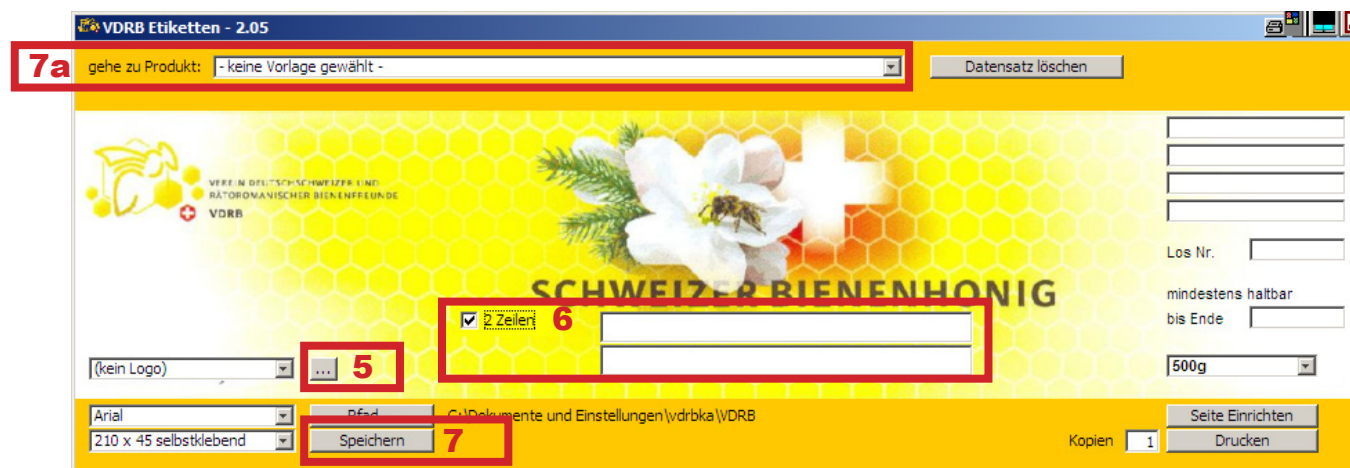 VDRB Etiketten - 2.05
7a gehe zu Produkt: - keine Vorlage gewählt - Datensatz löschen
VEREIN DEUTSCHSCHWEIZER UND
RÄTOROMANISCHER BIENENFREUNDE
VDRB
SCHWEIZER BIENENHONIG
Los Nr.
mindestens haltbar
bis Ende
2 Zeilen 6
(kein Logo) ... 5
500g
Arial Pfad C:\Dokumente und Einstellungen\vdrbka\VDRB Seite Einrichten
210 x 45 selbstklebend Speichern 7 Kopien 1 Drucken